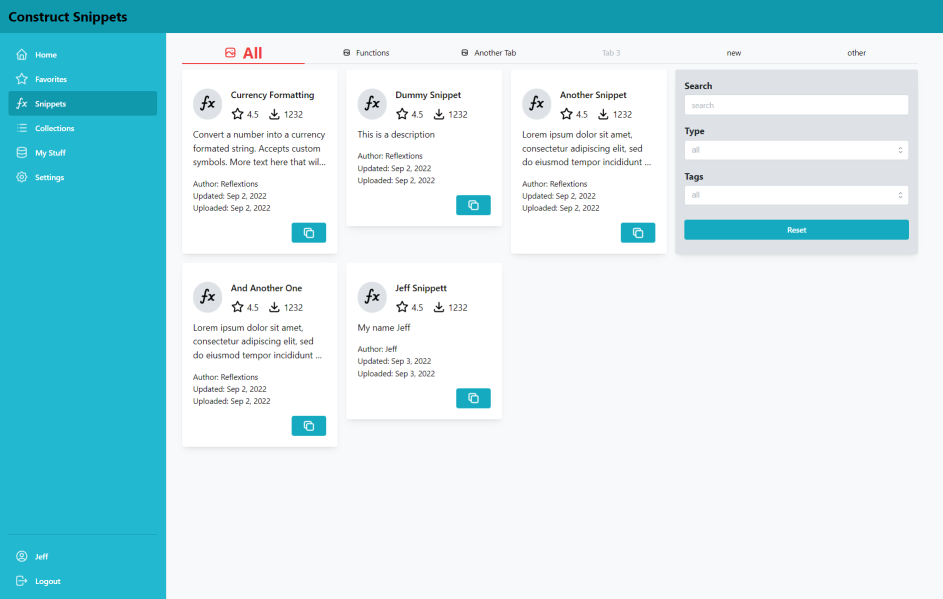 Construct Snippets
Home
Favorites
Snippets
Collections
My Stuff
Settings
Jeff
Logout
All
Functions
Another Tab
Tab 3
new
other
fx
Currency Formatting
4.5 1232
Convert a number into a currency
formated string. Accepts custom
symbols. More text here that wil...
Author: Reflextions
Updated: Sep 2, 2022
Uploaded: Sep 2, 2022
fx
Dummy Snippet
4.5 1232
This is a description
Author: Reflextions
Updated: Sep 2, 2022
Uploaded: Sep 2, 2022
fx
Another Snippet
4.5 1232
Lorem ipsum dolor sit amet,
consectetur adipiscing elit, sed
do eiusmod tempor incididunt ...
Author: Reflextions
Updated: Sep 2, 2022
Uploaded: Sep 2, 2022
Search
search
Type
all
Tags
all
Reset
fx
And Another One
4.5 1232
Lorem ipsum dolor sit amet,
consectetur adipiscing elit, sed
do eiusmod tempor incididunt ...
Author: Reflextions
Updated: Sep 2, 2022
Uploaded: Sep 2, 2022
fx
Jeff Snippett
4.5 1232
My name Jeff
Author: Jeff
Updated: Sep 3, 2022
Uploaded: Sep 3, 2022